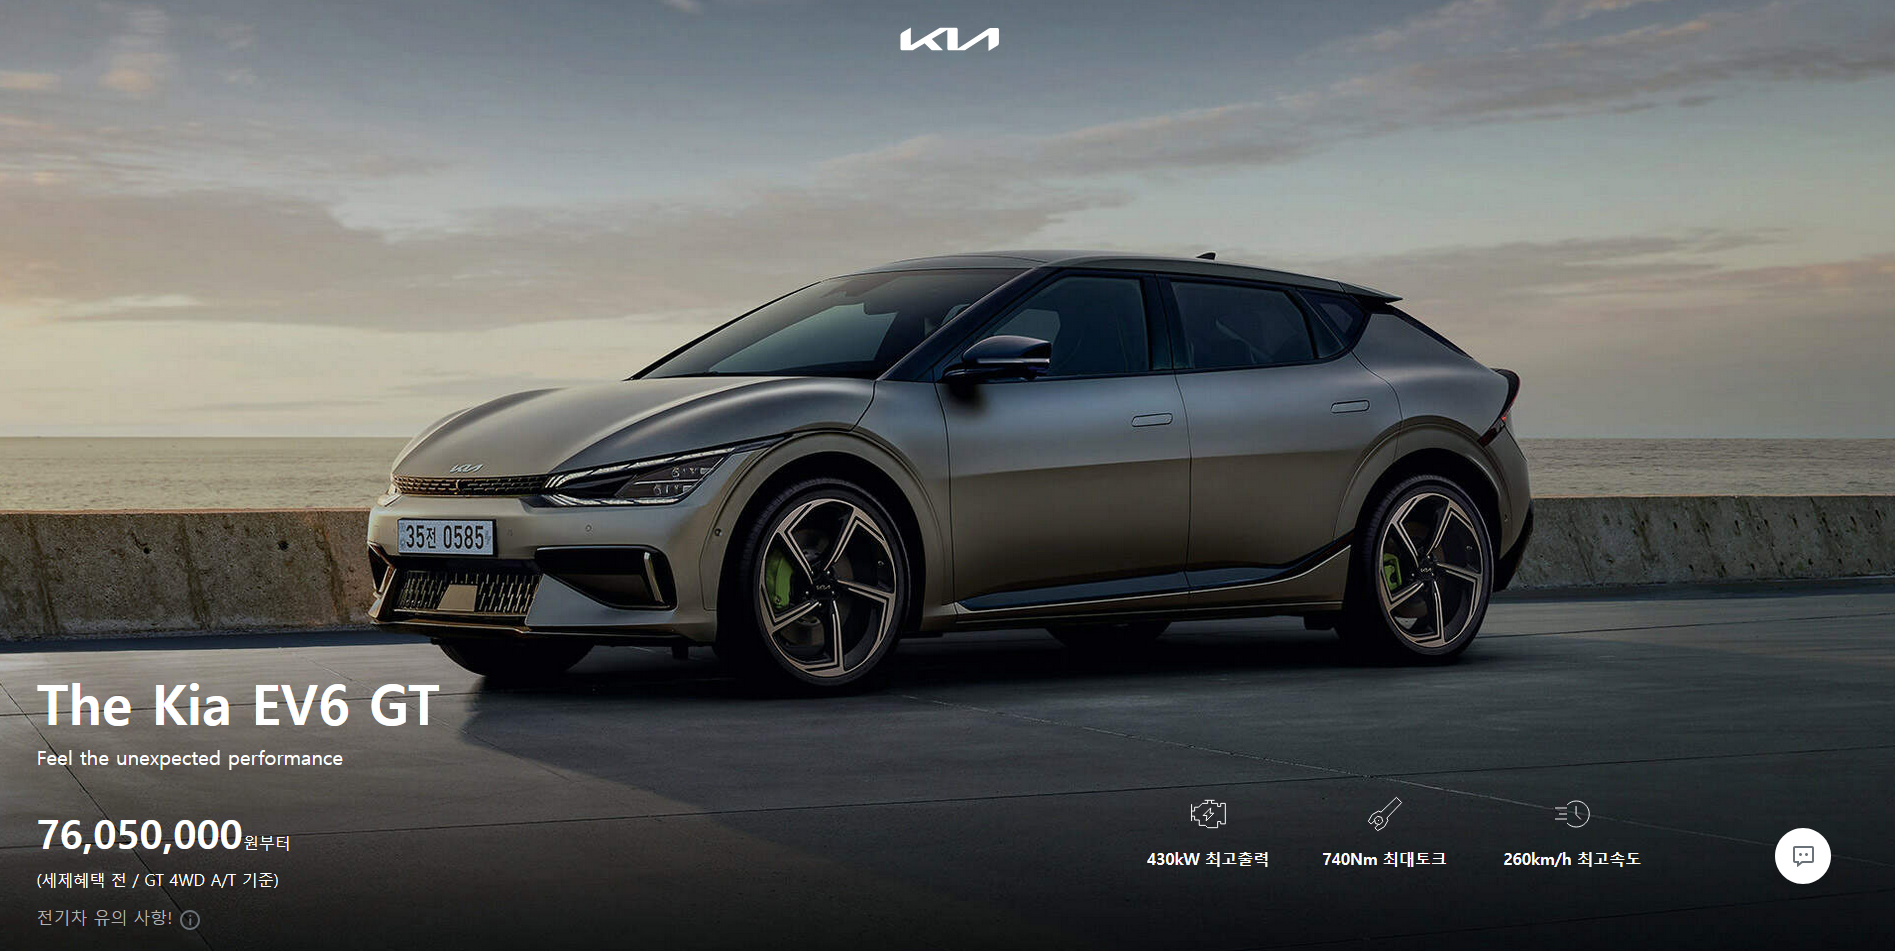 KIA
KIA
35전 0585
The Kia EV6 GT
Feel the unexpected performance
76,050,000원부터
(세제혜택 전 / GT 4WD A/T 기준)
전기차 유의 사항!
430kW 최고출력 740Nm 최대토크 260km/h 최고속도